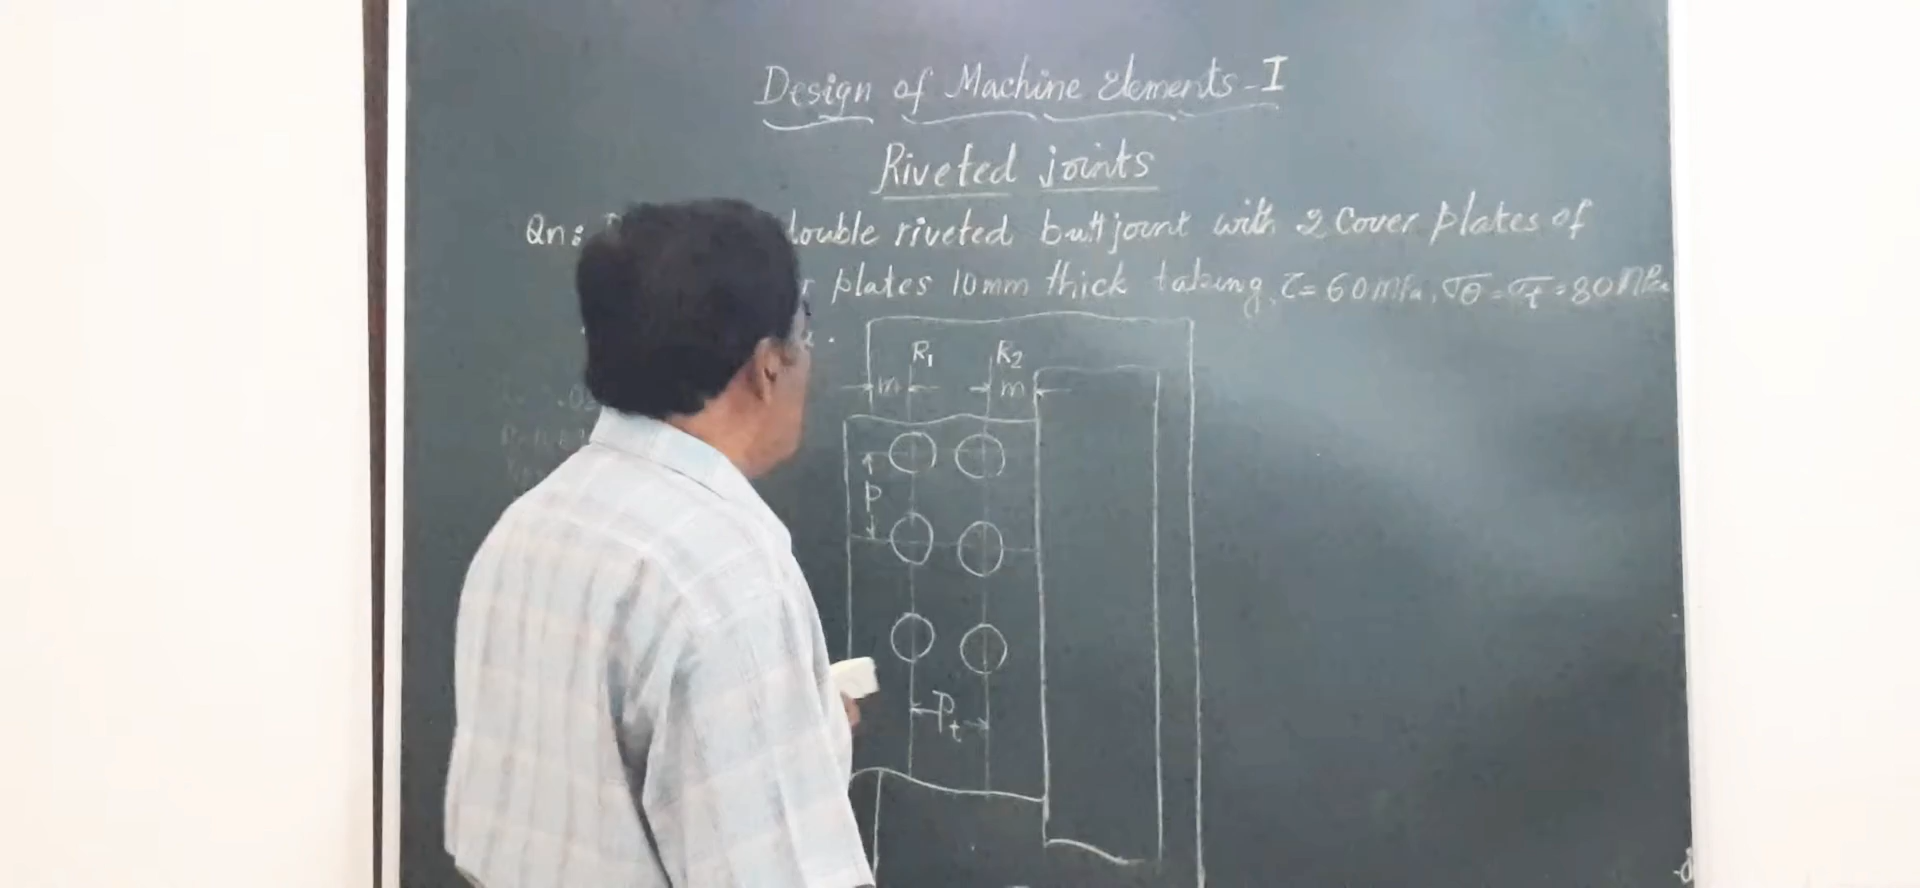 Design of Machine Elements - I
Riveted joints
Qn: double riveted butt joint with 2 Cover plates of
plates 10mm thick taking, τ = 60 mPa, σθ = σt = 80 MPa
R1 R2
m m
P
Pt